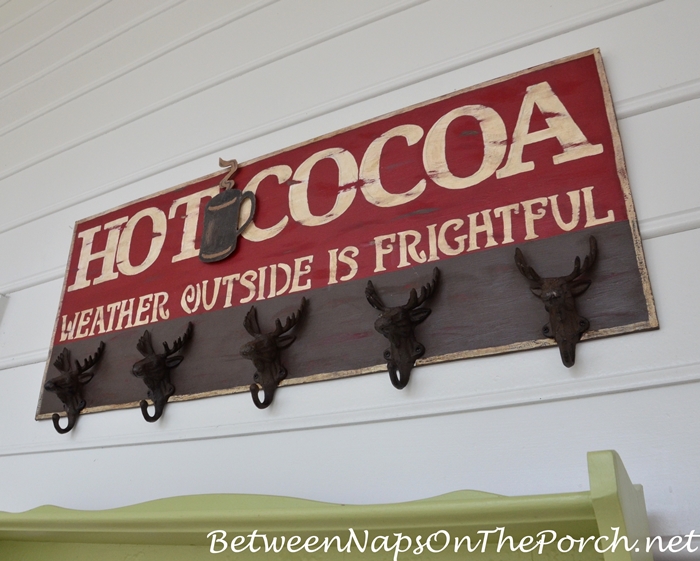 HOT COCOA
WEATHER OUTSIDE IS FRIGHTFUL
BetweenNapsOnThePorch.net